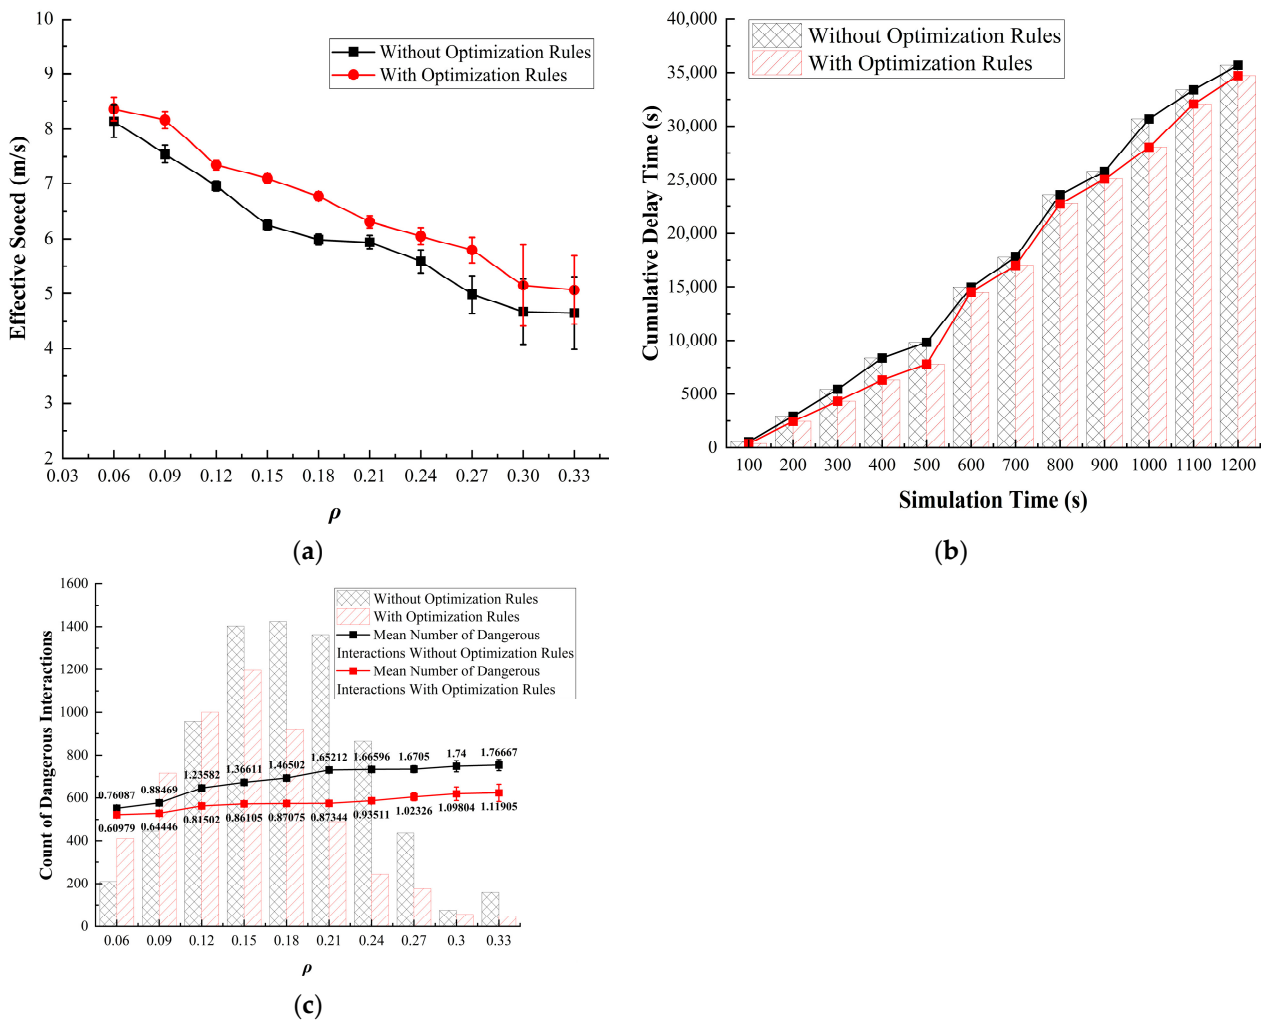 10
9
8
7
6
5
4
3
2
Effective Soeed (m/s)
Without Optimization Rules
With Optimization Rules
0.03 0.06 0.09 0.12 0.15 0.18 0.21 0.24 0.27 0.30 0.33
ρ
(a)
40,000
35,000
30,000
25,000
20,000
15,000
10,000
5000
0
Cumulative Delay Time (s)
Without Optimization Rules
With Optimization Rules
100 200 300 400 500 600 700 800 900 1000 1100 1200
Simulation Time (s)
(b)
1600
1400
1200
1000
800
600
400
200
0
Count of Dangerous Interactions
Without Optimization Rules
With Optimization Rules
Mean Number of Dangerous
Interactions Without Optimization Rules
Mean Number of Dangerous
Interactions With Optimization Rules
0.76087 0.88469 1.23582 1.36611 1.46502 1.65212 1.66596 1.6705 1.74 1.76667
0.60979 0.64446 0.81502 0.86105 0.87075 0.87344 0.93511 1.02326 1.09804 1.11905
0.06 0.09 0.12 0.15 0.18 0.21 0.24 0.27 0.3 0.33
ρ
(c)